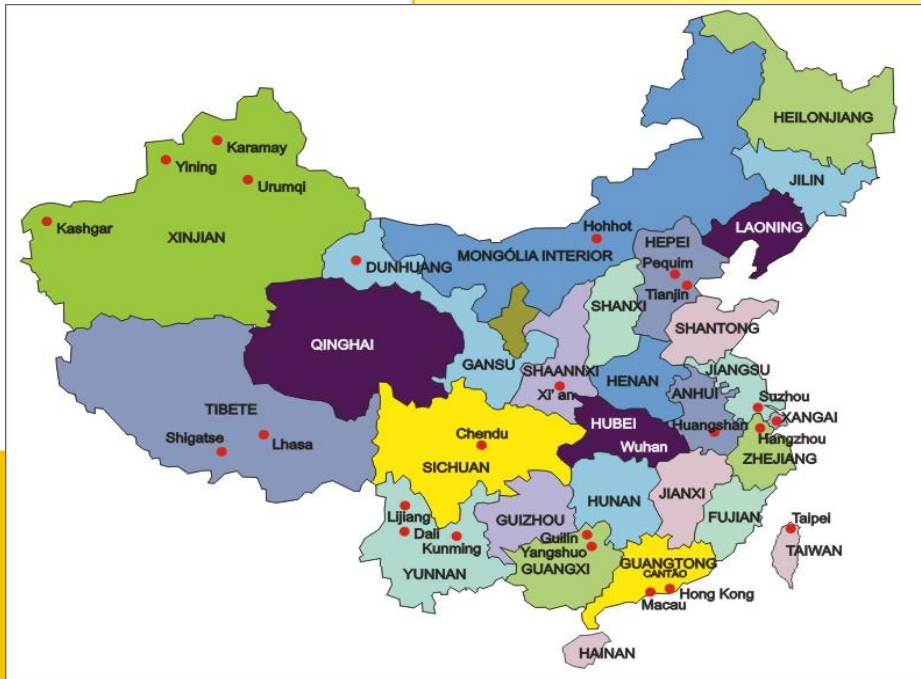 HEILONJIANG
Karamay
Yining
Urumqi
JILIN
Kashgar
LAONING
Hohhot
XINJIAN
HEPEI
MONGÓLIA INTERIOR
DUNHUANG
Pequim
Tianjin
SHANXI
SHANTONG
QINGHAI
GANSU
SHAANNXI
JIANGSU
HENAN
ANHUI
Xi' an
Suzhou
TIBETE
HUBEI
XANGAI
Huangshan
Shigatse
Lhasa
Chendu
Wuhan
Hangzhou
ZHEJIANG
SICHUAN
JIANXI
HUNAN
Lijiang
GUIZHOU
FUJIAN
Taipei
Dali
Guilin
Kunming
Yangshuo
TAIWAN
GUANGTONG
YUNNAN
GUANGXI
CANTÃO
Hong Kong
Macau
HAINAN